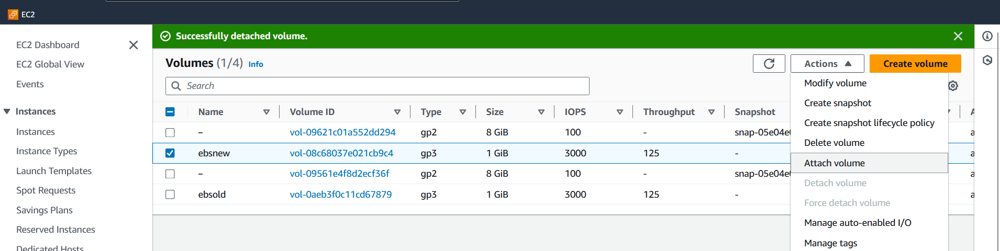 EC2
EC2 Dashboard
EC2 Global View
Events
Instances
Instances
Instance Types
Launch Templates
Spot Requests
Savings Plans
Reserved Instances
Dedicated Hosts
Successfully detached volume.
Volumes (1/4) Info
Actions
Create volume
Search
Name Volume ID Type Size IOPS Throughput Snapshot
– vol-09621c01a552dd294 gp2 8 GiB 100 - snap-05e04e
ebsnew vol-08c68037e021cb9c4 gp3 1 GiB 3000 125 -
– vol-09561e4f8d2ecf36f gp2 8 GiB 100 - snap-05e04e
ebsold vol-0aeb3f0c11cd67879 gp3 1 GiB 3000 125 -
Modify volume
Create snapshot
Create snapshot lifecycle policy
Delete volume
Attach volume
Detach volume
Force detach volume
Manage auto-enabled I/O
Manage tags